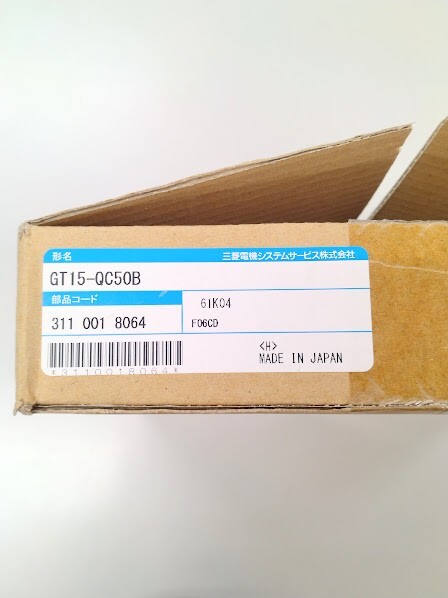 形名 三菱電機システムサービス株式会社
GT15-QC50B
部品コード
61K04
311 001 8064
F06CD
<H>
MADE IN JAPAN
*3110018064*